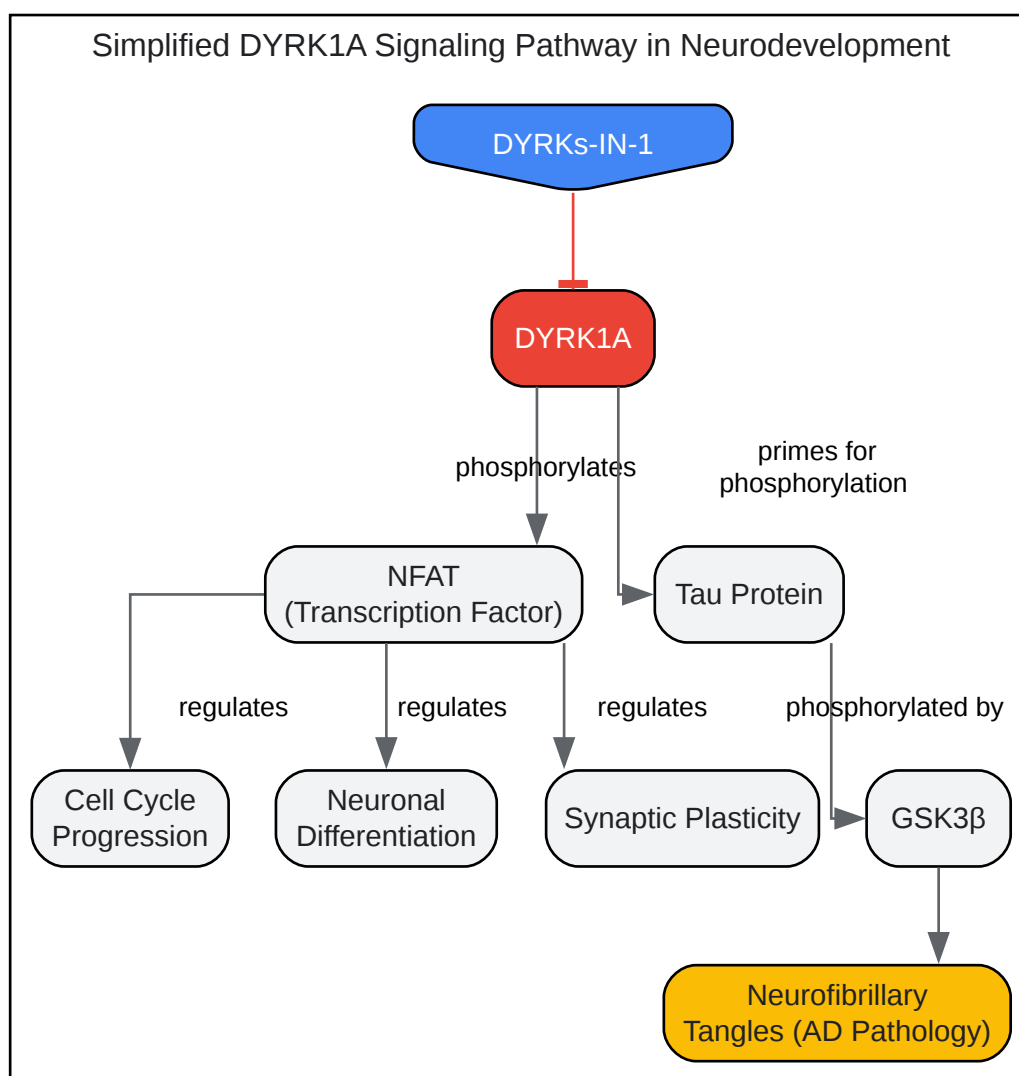 Simplified DYRK1A Signaling Pathway in Neurodevelopment
DYRKs-IN-1
DYRK1A
phosphorylates
primes for
phosphorylation
NFAT
(Transcription Factor)
Tau Protein
regulates
regulates
regulates
phosphorylated by
Cell Cycle
Progression
Neuronal
Differentiation
Synaptic Plasticity
GSK3β
Neurofibrillary
Tangles (AD Pathology)